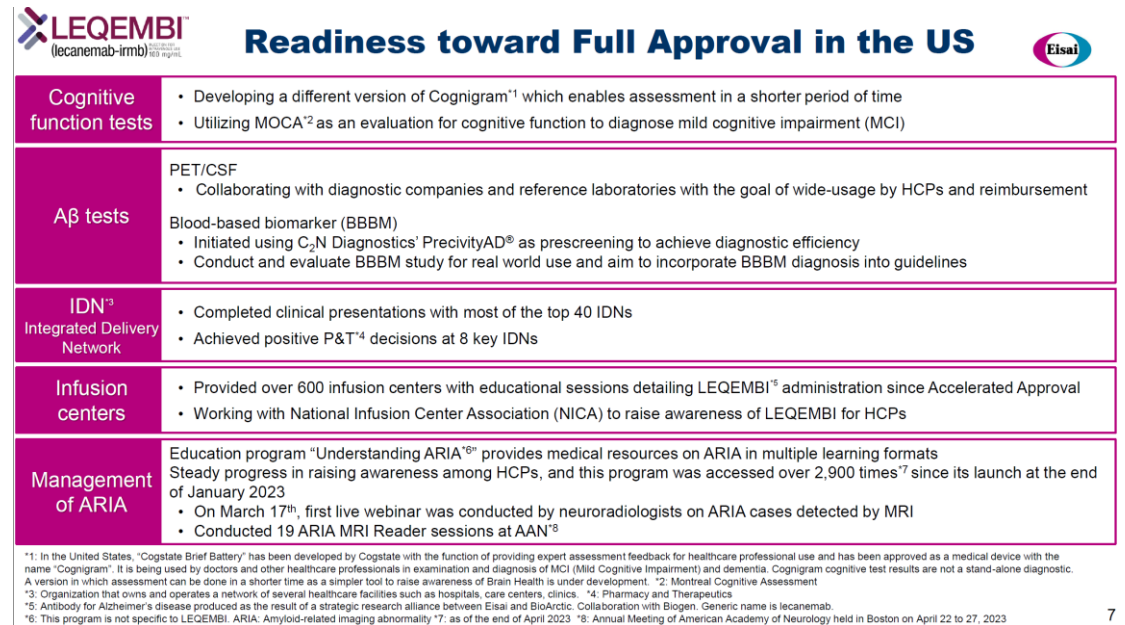 LEQEMBI™
(lecanemab-irmb) INJECTION FOR INTRAVENOUS USE 100 mg/mL
Readiness toward Full Approval in the US
Eisai
Cognitive
function tests
• Developing a different version of Cognigram*1 which enables assessment in a shorter period of time
• Utilizing MOCA*2 as an evaluation for cognitive function to diagnose mild cognitive impairment (MCI)
Aβ tests
PET/CSF
• Collaborating with diagnostic companies and reference laboratories with the goal of wide-usage by HCPs and reimbursement
Blood-based biomarker (BBBM)
• Initiated using C2N Diagnostics' PrecivityAD® as prescreening to achieve diagnostic efficiency
• Conduct and evaluate BBBM study for real world use and aim to incorporate BBBM diagnosis into guidelines
IDN*3
Integrated Delivery
Network
• Completed clinical presentations with most of the top 40 IDNs
• Achieved positive P&T*4 decisions at 8 key IDNs
Infusion
centers
• Provided over 600 infusion centers with educational sessions detailing LEQEMBI*5 administration since Accelerated Approval
• Working with National Infusion Center Association (NICA) to raise awareness of LEQEMBI for HCPs
Management
of ARIA
Education program “Understanding ARIA*6” provides medical resources on ARIA in multiple learning formats
Steady progress in raising awareness among HCPs, and this program was accessed over 2,900 times*7 since its launch at the end
of January 2023
• On March 17th, first live webinar was conducted by neuroradiologists on ARIA cases detected by MRI
• Conducted 19 ARIA MRI Reader sessions at AAN*8
*1: In the United States, “Cogstate Brief Battery” has been developed by Cogstate with the function of providing expert assessment feedback for healthcare professional use and has been approved as a medical device with the
name “Cognigram”. It is being used by doctors and other healthcare professionals in examination and diagnosis of MCI (Mild Cognitive Impairment) and dementia. Cognigram cognitive test results are not a stand-alone diagnostic.
A version in which assessment can be done in a shorter time as a simpler tool to raise awareness of Brain Health is under development. *2: Montreal Cognitive Assessment
*3: Organization that owns and operates a network of several healthcare facilities such as hospitals, care centers, clinics. *4: Pharmacy and Therapeutics
*5: Antibody for Alzheimer's disease produced as the result of a strategic research alliance between Eisai and BioArctic. Collaboration with Biogen. Generic name is lecanemab.
*6: This program is not specific to LEQEMBI. ARIA: Amyloid-related imaging abnormality *7: as of the end of April 2023 *8: Annual Meeting of American Academy of Neurology held in Boston on April 22 to 27, 2023
7